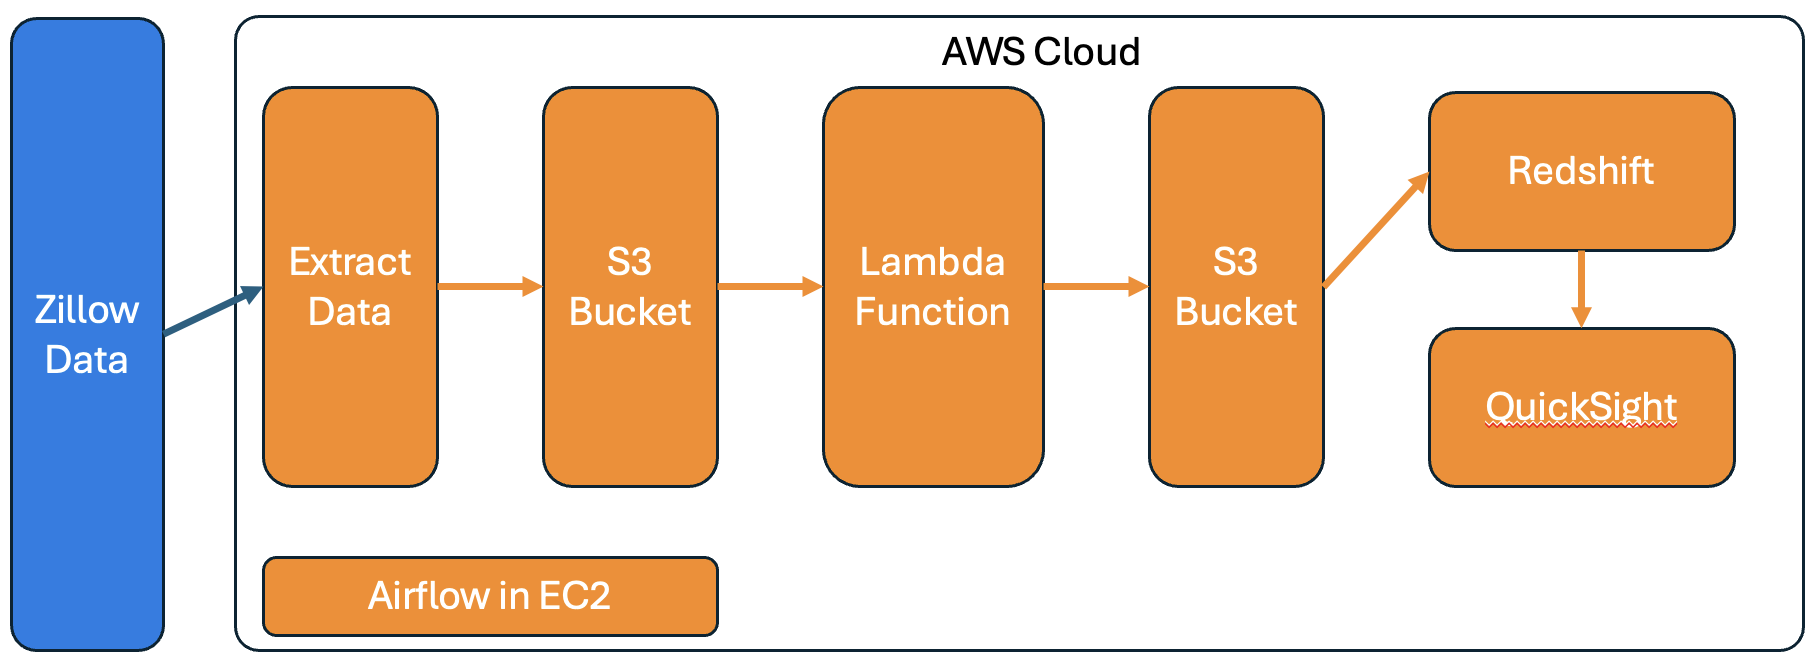 AWS Cloud
Zillow
Data
Extract
Data
S3
Bucket
Lambda
Function
S3
Bucket
Redshift
QuickSight
Airflow in EC2